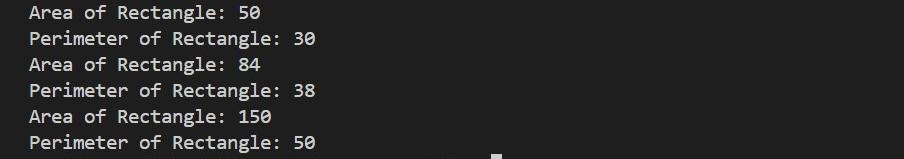 Area of Rectangle: 50
Perimeter of Rectangle: 30
Area of Rectangle: 84
Perimeter of Rectangle: 38
Area of Rectangle: 150
Perimeter of Rectangle: 50